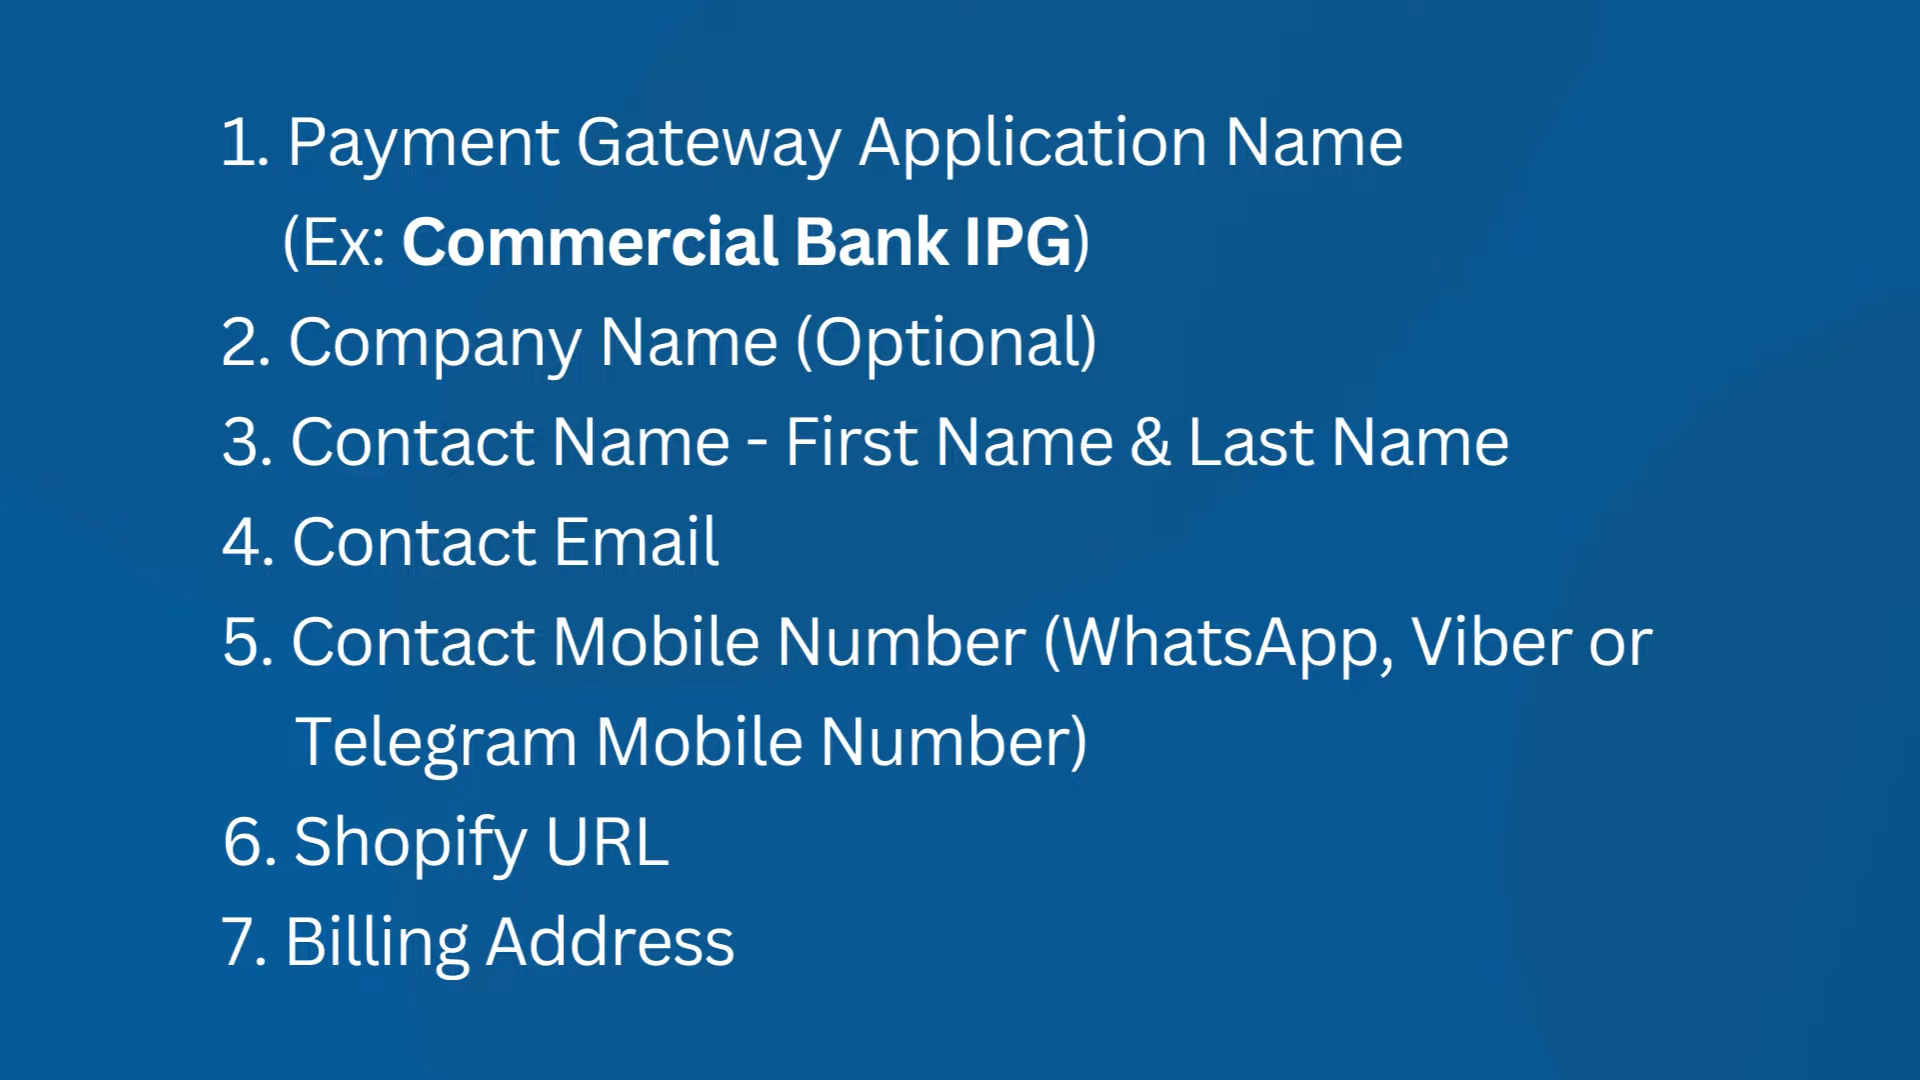 1. Payment Gateway Application Name
(Ex: Commercial Bank IPG)
2. Company Name (Optional)
3. Contact Name - First Name & Last Name
4. Contact Email
5. Contact Mobile Number (WhatsApp, Viber or
Telegram Mobile Number)
6. Shopify URL
7. Billing Address